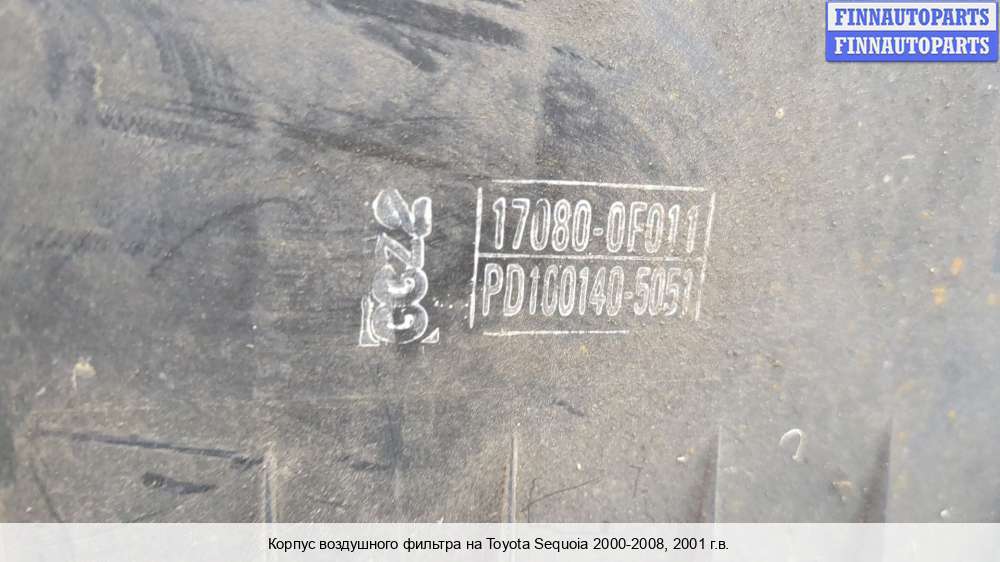 FINNAUTOPARTS
FINNAUTOPARTS
17080-0F011
PD100140-5051
Корпус воздушного фильтра на Toyota Sequoia 2000-2008, 2001 г.в.